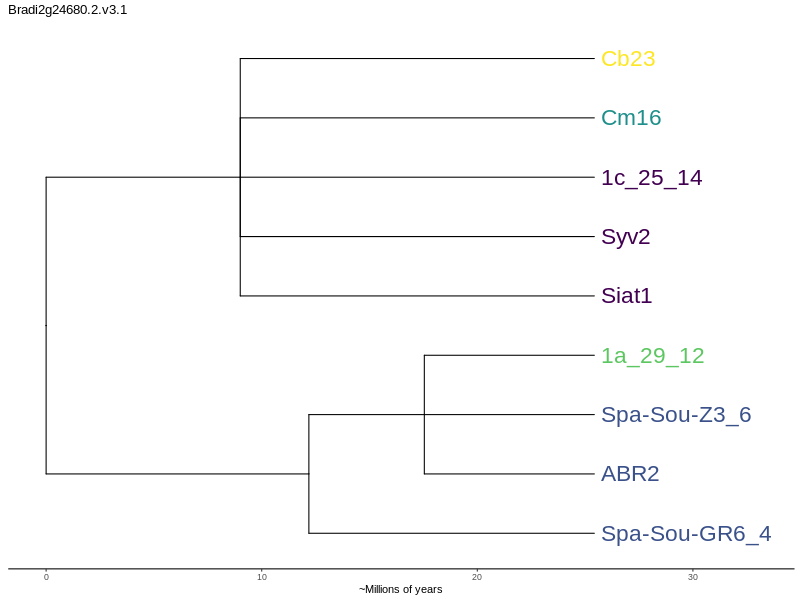 Bradi2g24680.2.v3.1
Cb23
Cm16
1c_25_14
Syv2
Siat1
1a_29_12
Spa-Sou-Z3_6
ABR2
Spa-Sou-GR6_4
0 10 20 30
~Millions of years